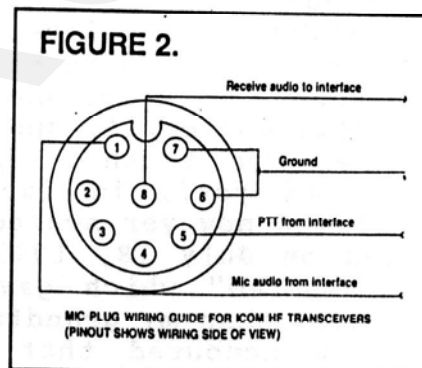 FIGURE 2.
Receive audio to interface
1
7
Ground
2
8
6
PTT from interface
3
5
4
Mic audio from interface
MIC PLUG WIRING GUIDE FOR ICOM HF TRANSCEIVERS
(PINOUT SHOWS WIRING SIDE OF VIEW)